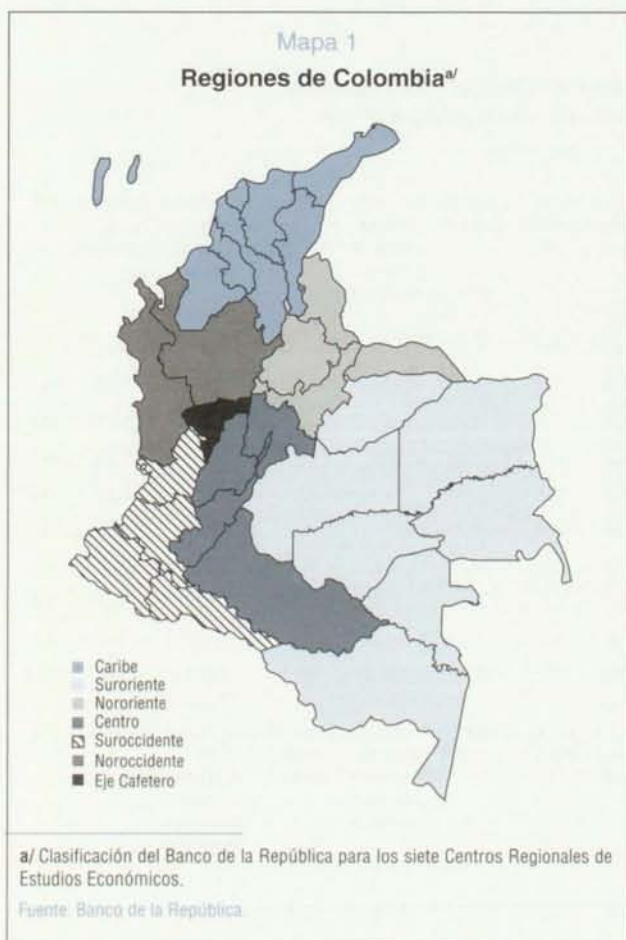 Mapa 1
Regiones de Colombiaa/
Caribe
Suroriente
Nororiente
Centro
Suroccidente
Noroccidente
Eje Cafetero
a/ Clasificación del Banco de la República para los siete Centros Regionales de
Estudios Económicos.
Fuente: Banco de la República.